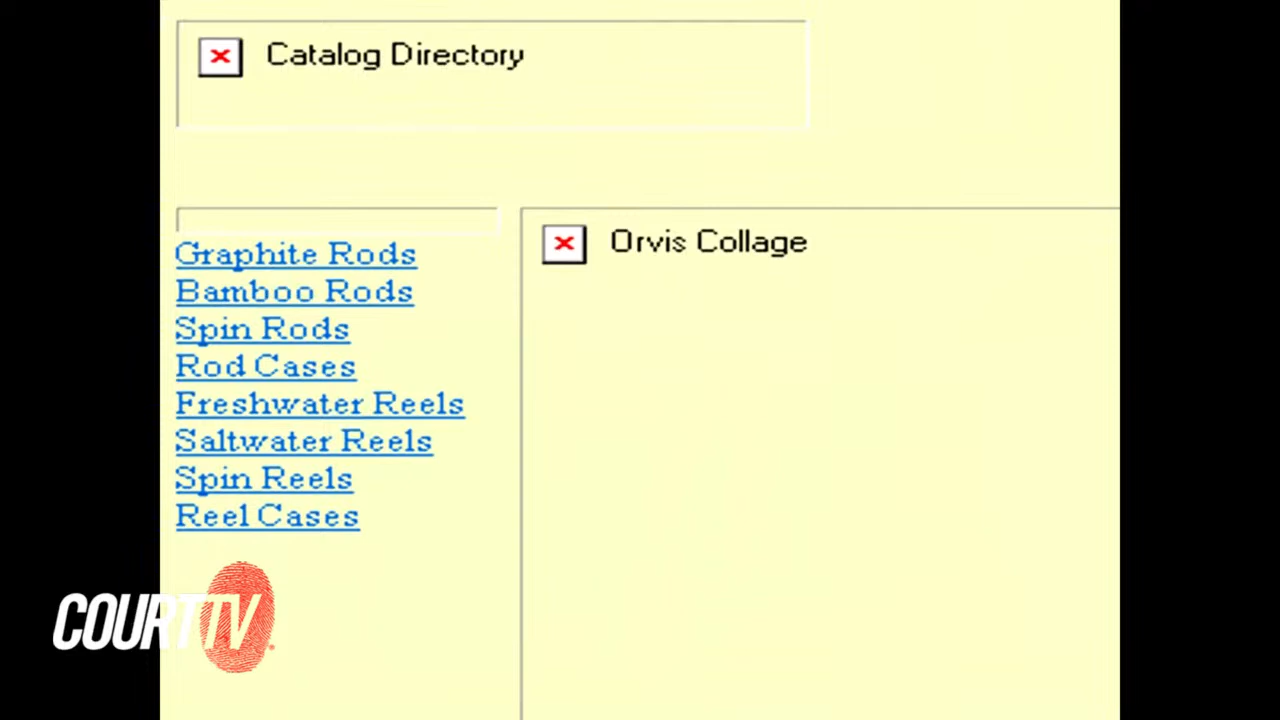 Catalog Directory
Graphite Rods
Bamboo Rods
Spin Rods
Rod Cases
Freshwater Reels
Saltwater Reels
Spin Reels
Reel Cases
Orvis Collage
COURT TV